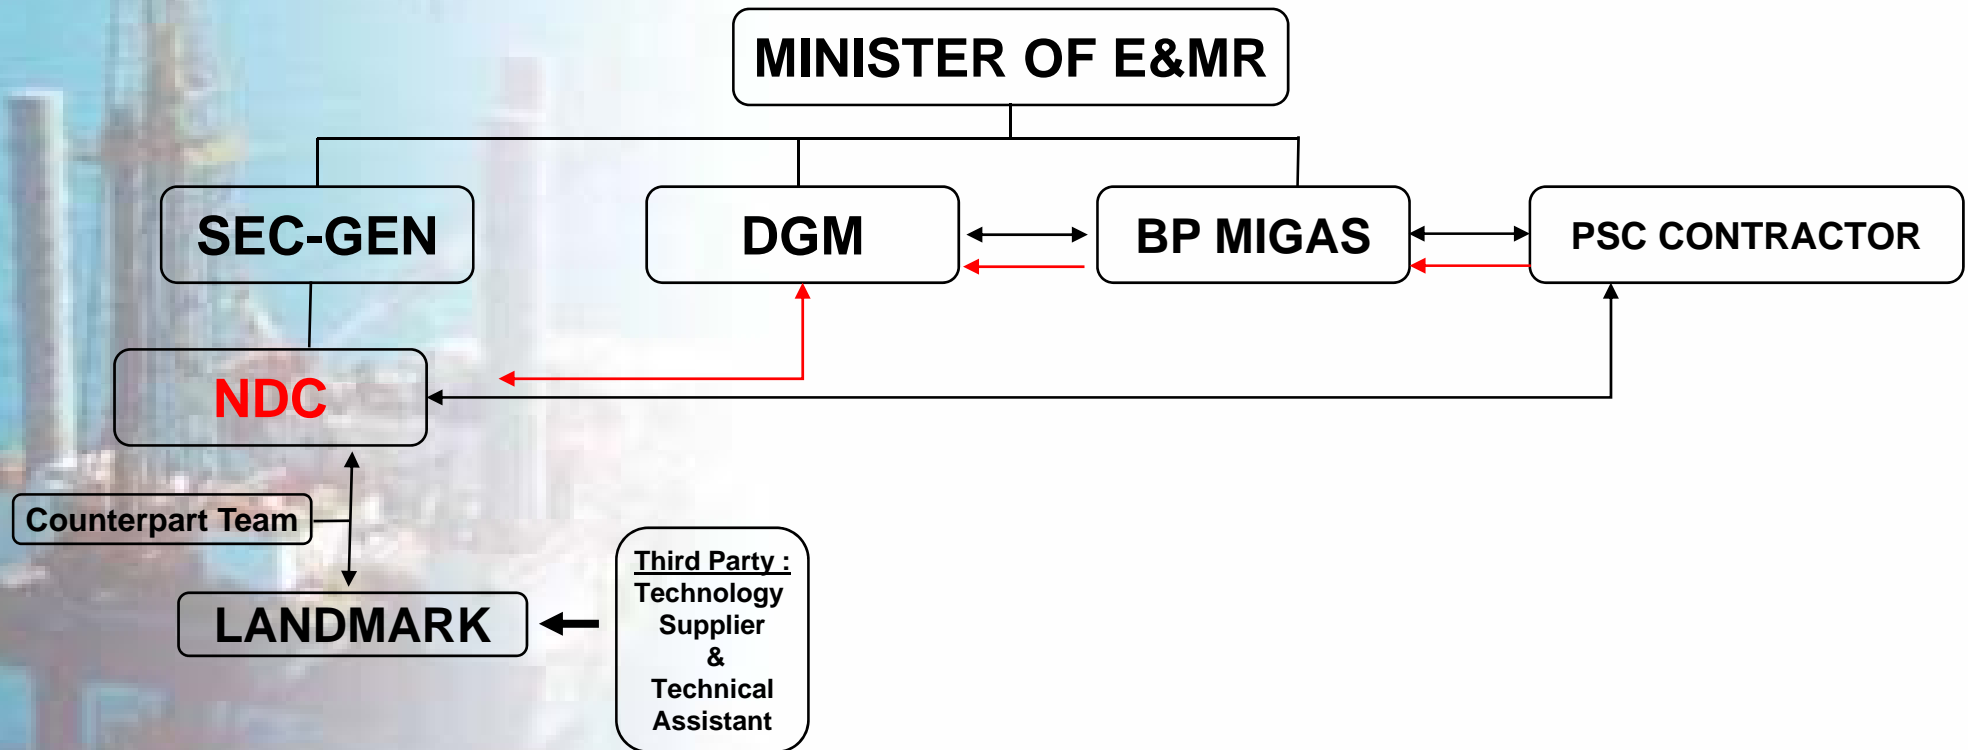 MINISTER OF E&MR
SEC-GEN
DGM
BP MIGAS
PSC CONTRACTOR
NDC
Counterpart Team
LANDMARK
Third Party :
Technology
Supplier
&
Technical
Assistant